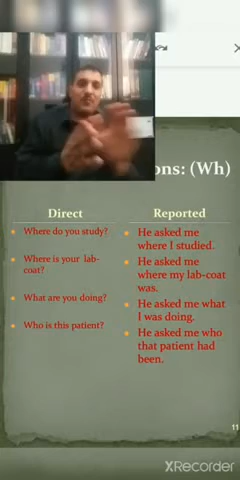 ons: (Wh)
Direct
Reported
Where do you study?
Where is your lab-
coat?
What are you doing?
Who is this patient?
He asked me
where I studied.
He asked me
where my lab-coat
was.
He asked me what
I was doing.
He asked me who
that patient had
been.
11
XRecorder